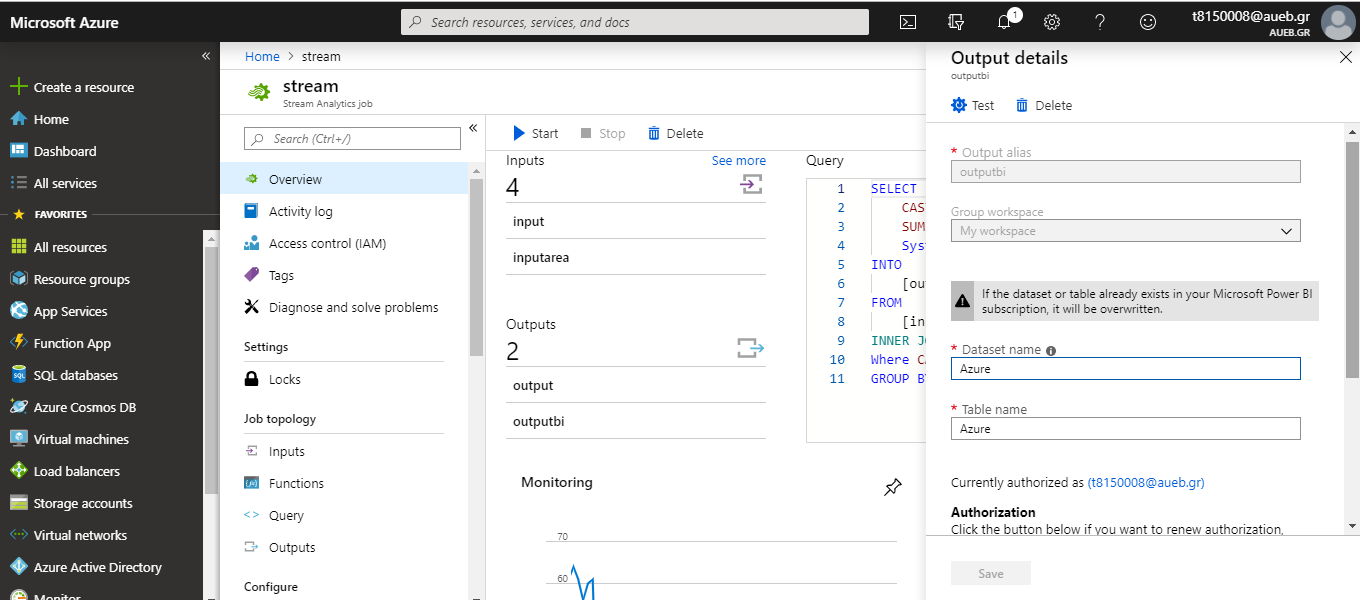 Microsoft Azure
Search resources, services, and docs
1
t8150008@aueb.gr
AUEB.GR
Create a resource
Home
Dashboard
All services
FAVORITES
All resources
Resource groups
App Services
Function App
SQL databases
Azure Cosmos DB
Virtual machines
Load balancers
Storage accounts
Virtual networks
Azure Active Directory
Monitor
Home > stream
stream
Stream Analytics job
Search (Ctrl+/)
Overview
Activity log
Access control (IAM)
Tags
Diagnose and solve problems
Settings
Locks
Job topology
Inputs
Functions
Query
Outputs
Configure
Start Stop Delete
Inputs See more
4
input
inputarea
Outputs
2
output
outputbi
Query
1 SELECT
2 CAS
3 SUM
4 Sys
5 INTO
6 [ou
7 FROM
8 [in
9 INNER JO
10 Where CA
11 GROUP BY
Monitoring
70
60
Output details
outputbi
Test Delete
* Output alias
outputbi
Group workspace
My workspace
If the dataset or table already exists in your Microsoft Power BI
subscription, it will be overwritten.
* Dataset name
Azure
* Table name
Azure
Currently authorized as (t8150008@aueb.gr)
Authorization
Click the button below if you want to renew authorization,
Save